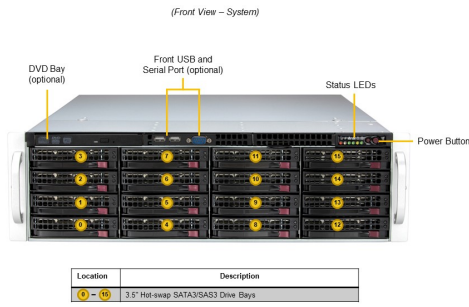 (Front View – System)
DVD Bay
(optional)
Front USB and
Serial Port (optional)
Status LEDs
Power Button
3 7 11 15
2 6 10 14
1 5 9 13
0 4 8 12
Location Description
0 – 15 3.5" Hot-swap SATA3/SAS3 Drive Bays